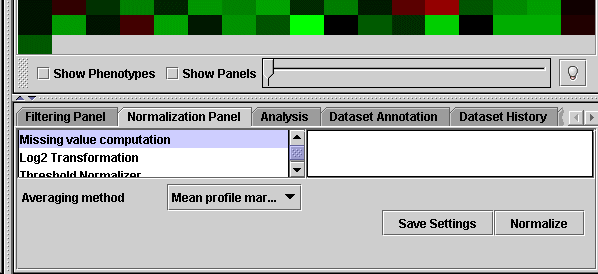 Show Phenotypes Show Panels
Filtering Panel Normalization Panel Analysis Dataset Annotation Dataset History
Missing value computation
Log2 Transformation
Threshold Normalizer
Averaging method Mean profile mar...
Save Settings Normalize